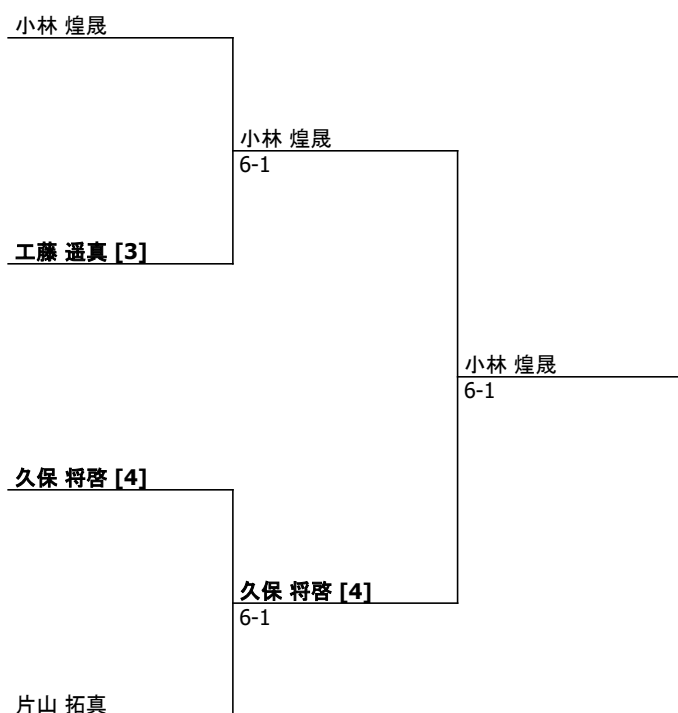 小林 煌晟
小林 煌晟
6-1
工藤 遥真 [3]
小林 煌晟
6-1
久保 将啓 [4]
久保 将啓 [4]
6-1
片山 拓真